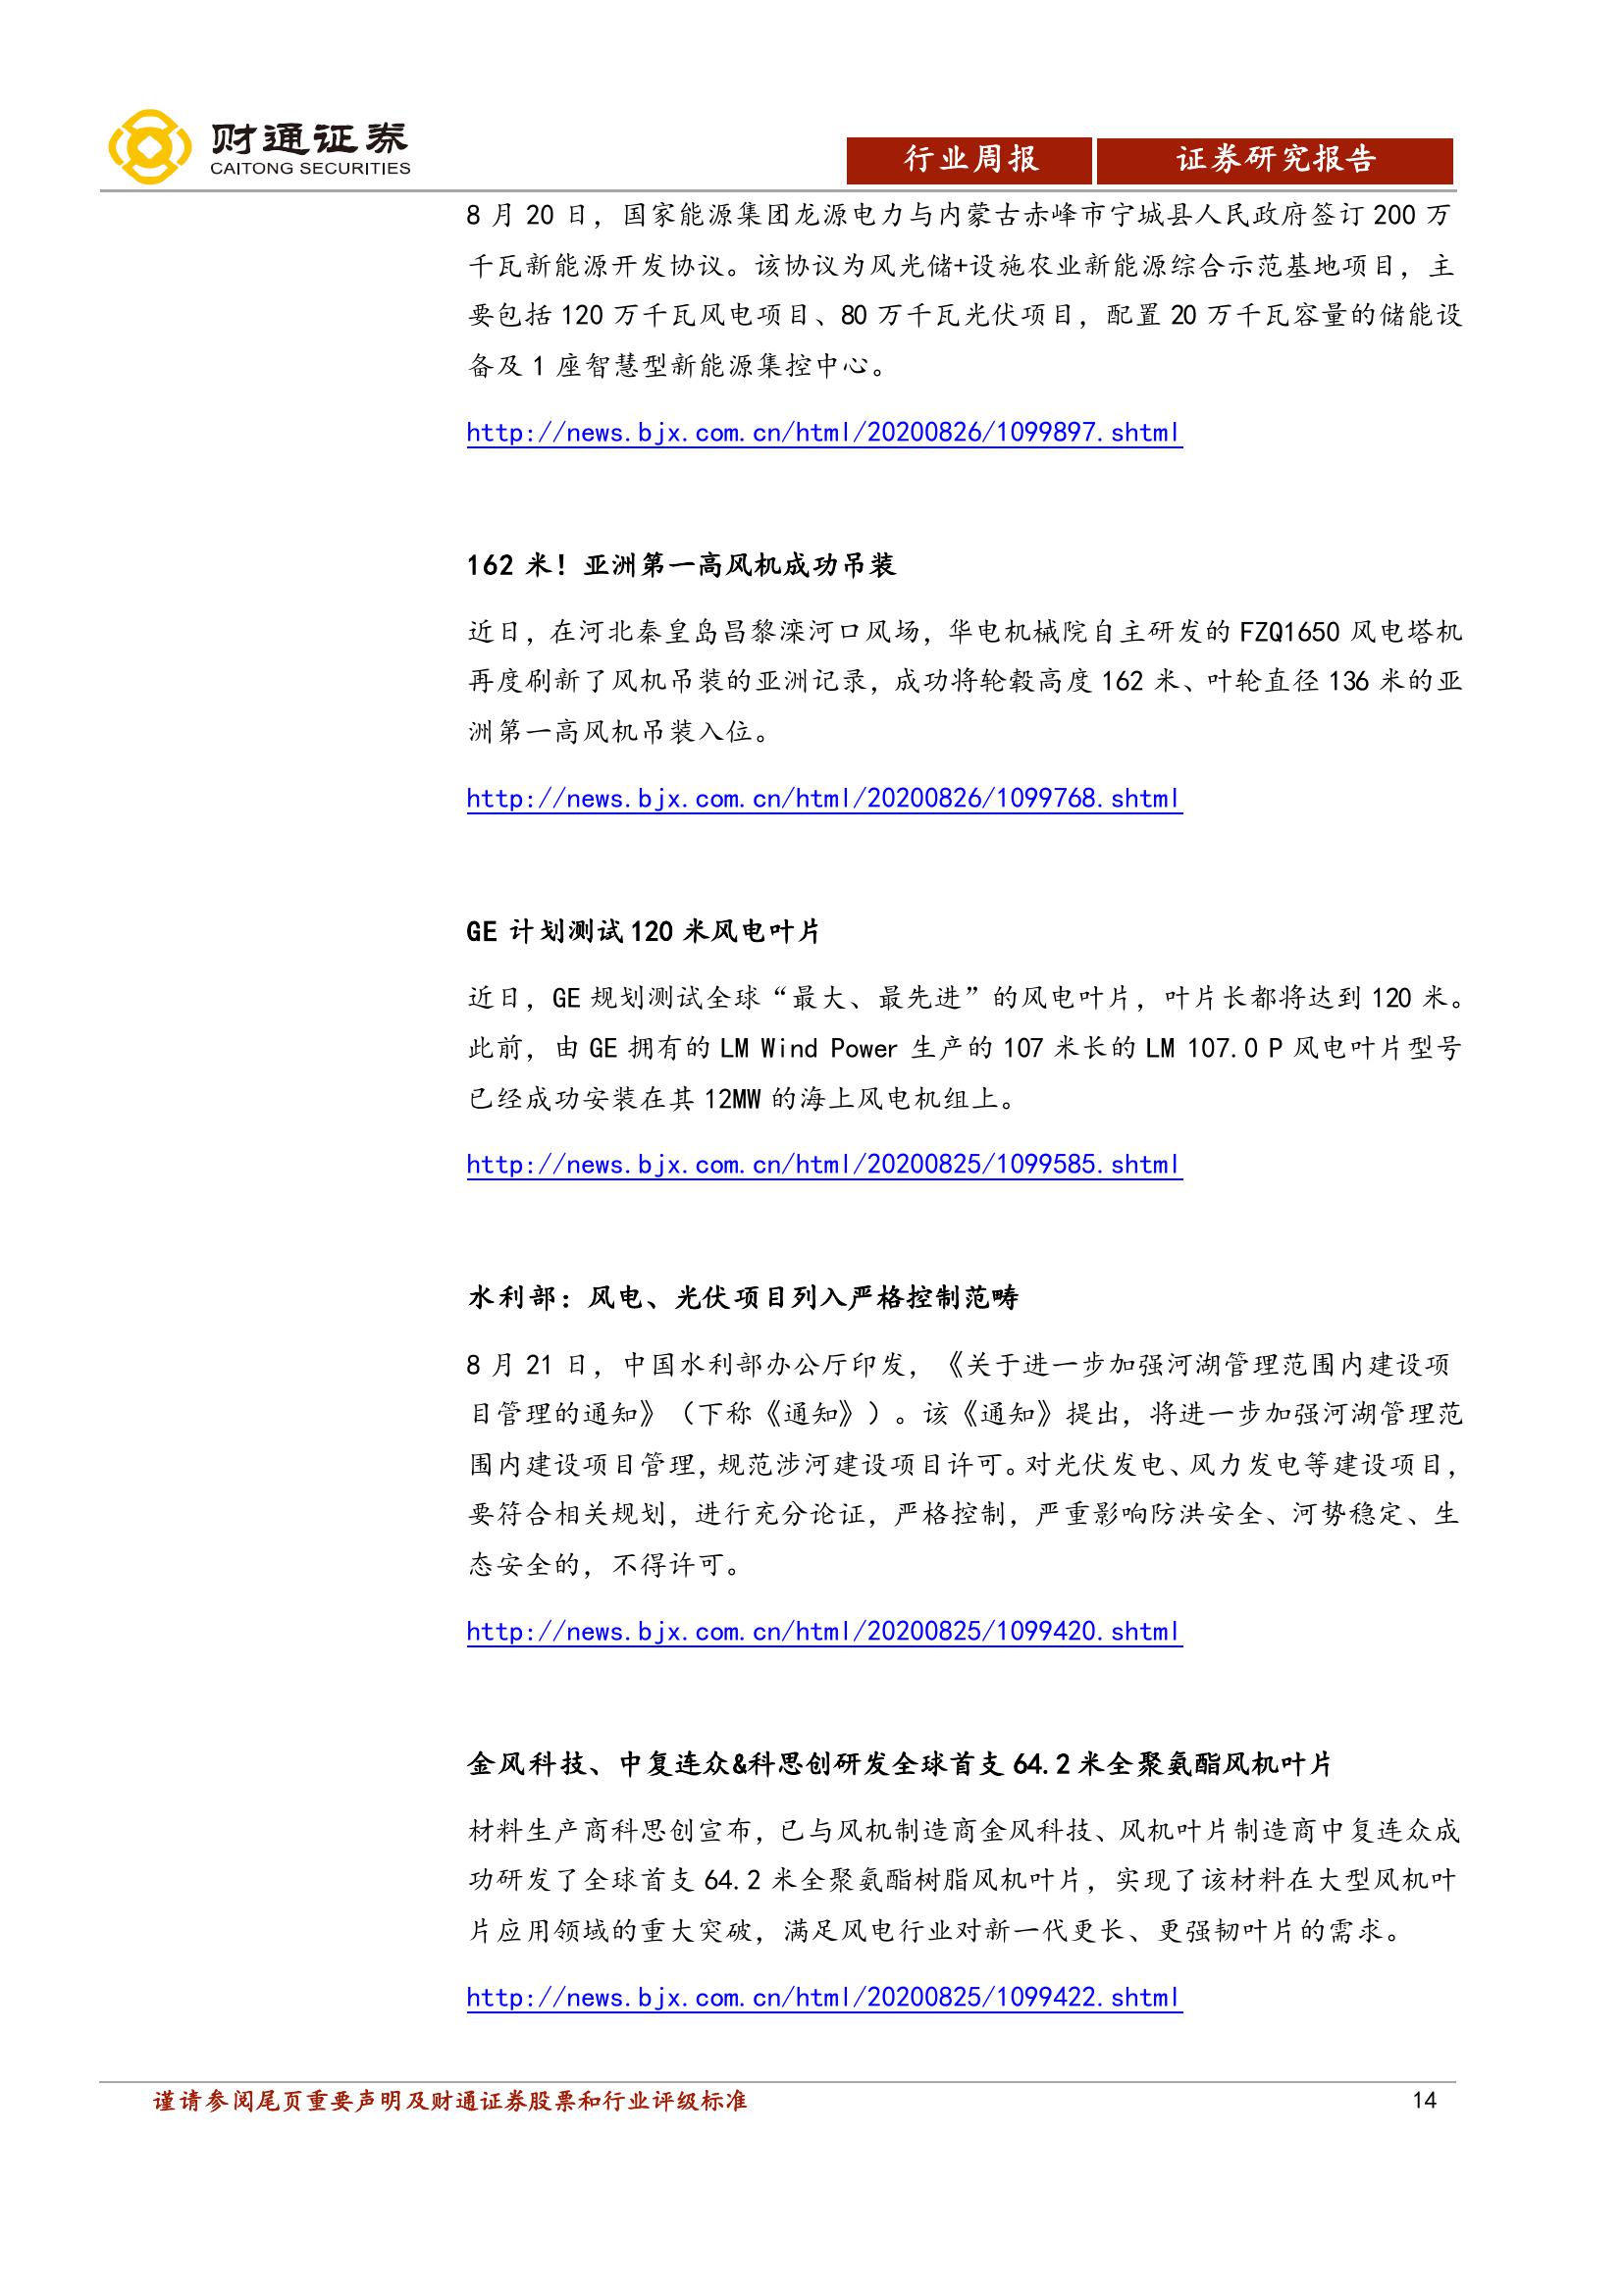 财通证券
CAITONG SECURITIES
行业周报
证券研究报告
8 月 20 日，国家能源集团龙源电力与内蒙古赤峰市宁城县人民政府签订 200 万
千瓦新能源开发协议。该协议为风光储+设施农业新能源综合示范基地项目，主
要包括 120 万千瓦风电项目、80 万千瓦光伏项目，配置 20 万千瓦容量的储能设
备及 1 座智慧型新能源集控中心。
http://news.bjx.com.cn/html/20200826/1099897.shtml
162 米！亚洲第一高风机成功吊装
近日，在河北秦皇岛昌黎滦河口风场，华电机械院自主研发的 FZQ1650 风电塔机
再度刷新了风机吊装的亚洲记录，成功将轮毂高度 162 米、叶轮直径 136 米的亚
洲第一高风机吊装入位。
http://news.bjx.com.cn/html/20200826/1099768.shtml
GE 计划测试 120 米风电叶片
近日，GE 规划测试全球“最大、最先进”的风电叶片，叶片长都将达到 120 米。
此前，由 GE 拥有的 LM Wind Power 生产的 107 米长的 LM 107.0 P 风电叶片型号
已经成功安装在其 12MW 的海上风电机组上。
http://news.bjx.com.cn/html/20200825/1099585.shtml
水利部：风电、光伏项目列入严格控制范畴
8 月 21 日，中国水利部办公厅印发，《关于进一步加强河湖管理范围内建设项
目管理的通知》（下称《通知》）。该《通知》提出，将进一步加强河湖管理范
围内建设项目管理，规范涉河建设项目许可。对光伏发电、风力发电等建设项目，
要符合相关规划，进行充分论证，严格控制，严重影响防洪安全、河势稳定、生
态安全的，不得许可。
http://news.bjx.com.cn/html/20200825/1099420.shtml
金风科技、中复连众&科思创研发全球首支 64.2 米全聚氨酯风机叶片
材料生产商科思创宣布，已与风机制造商金风科技、风机叶片制造商中复连众成
功研发了全球首支 64.2 米全聚氨酯树脂风机叶片，实现了该材料在大型风机叶
片应用领域的重大突破，满足风电行业对新一代更长、更强韧叶片的需求。
http://news.bjx.com.cn/html/20200825/1099422.shtml
谨请参阅尾页重要声明及财通证券股票和行业评级标准
14